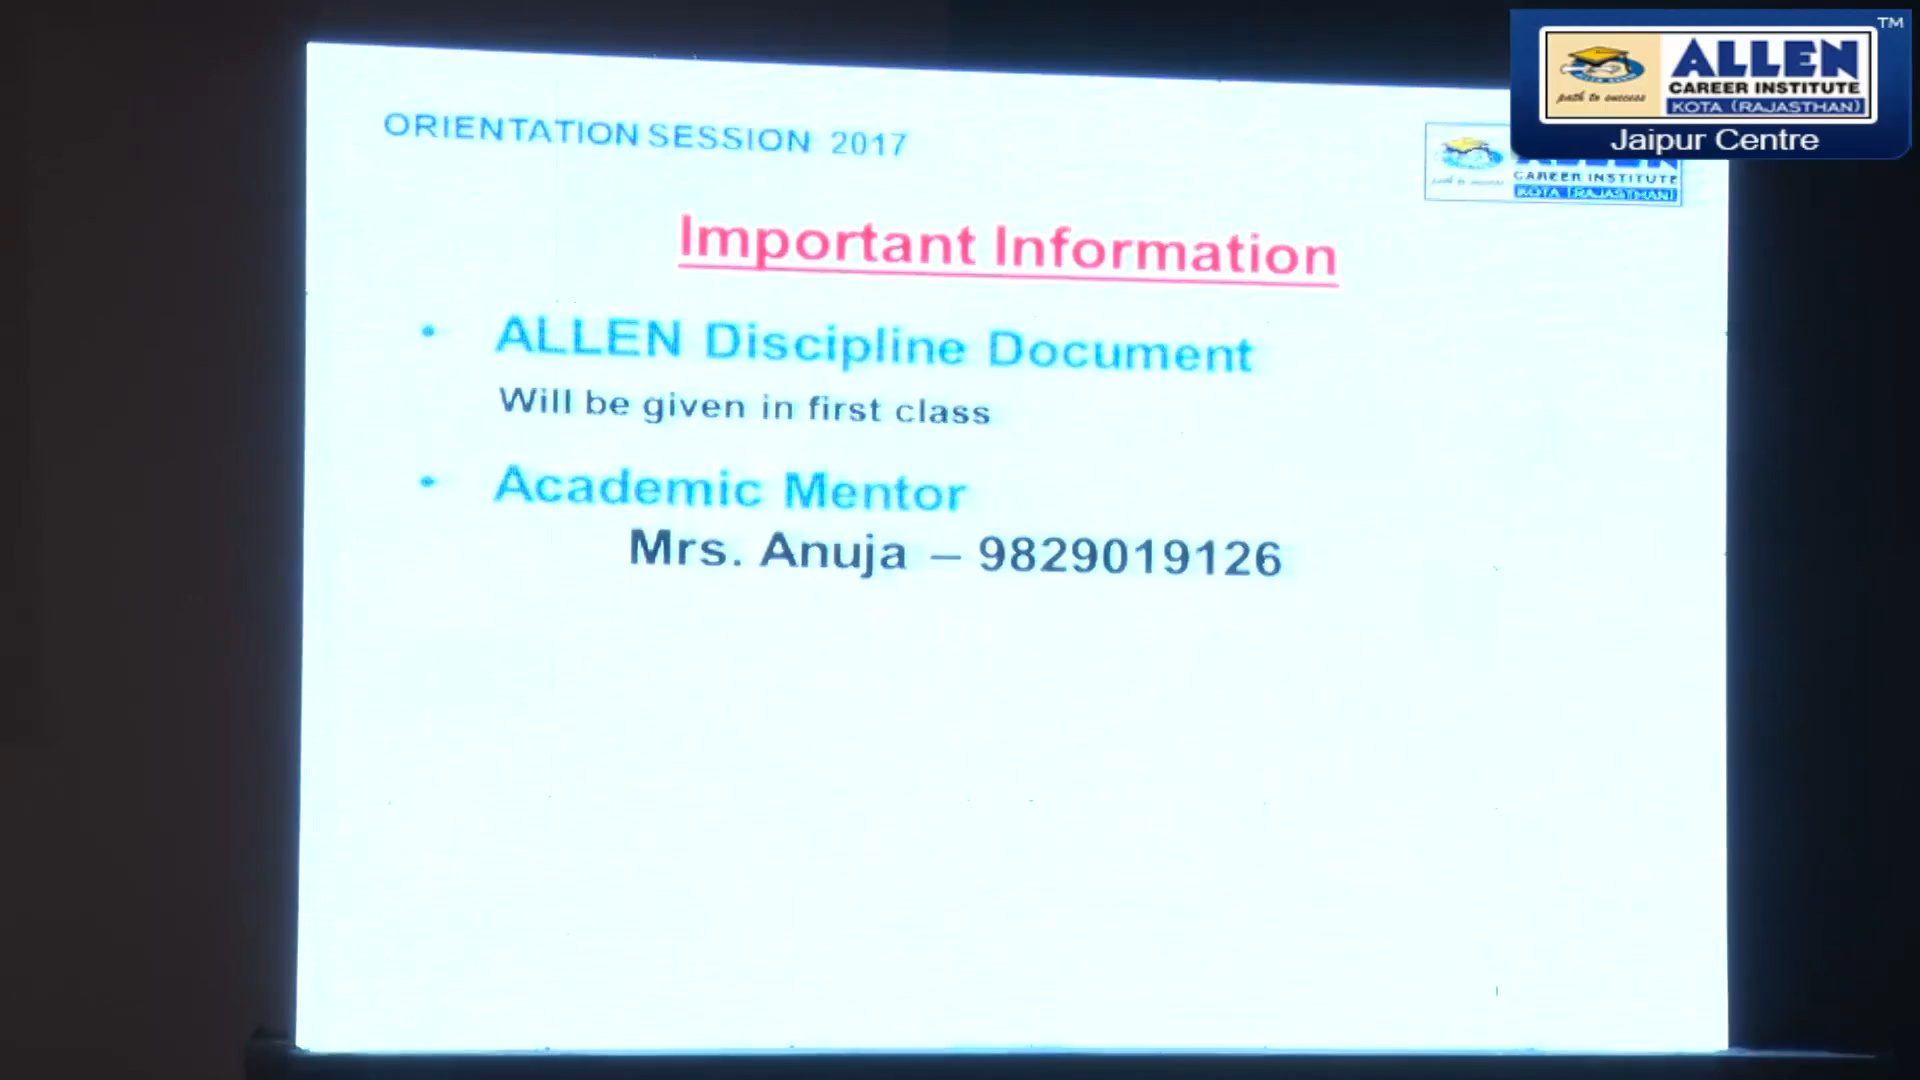 TM
ALLEN
CAREER INSTITUTE
path to success
KOTA (RAJASTHAN)
Jaipur Centre
ORIENTATION SESSION 2017
ALLEN
CAREER INSTITUTE
KOTA (RAJASTHAN)
Important Information
• ALLEN Discipline Document
Will be given in first class
• Academic Mentor
Mrs. Anuja – 9829019126